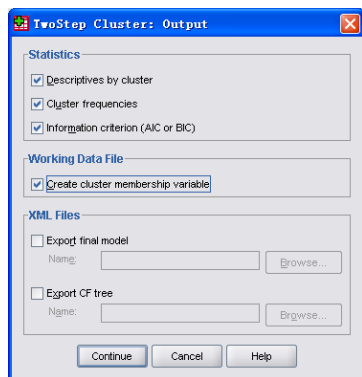 TwoStep Cluster: Output
Statistics
Descriptives by cluster
Cluster frequencies
Information criterion (AIC or BIC)
Working Data File
Create cluster membership variable
XML Files
Export final model
Name:
Browse...
Export CF tree
Name:
Browse...
Continue Cancel Help